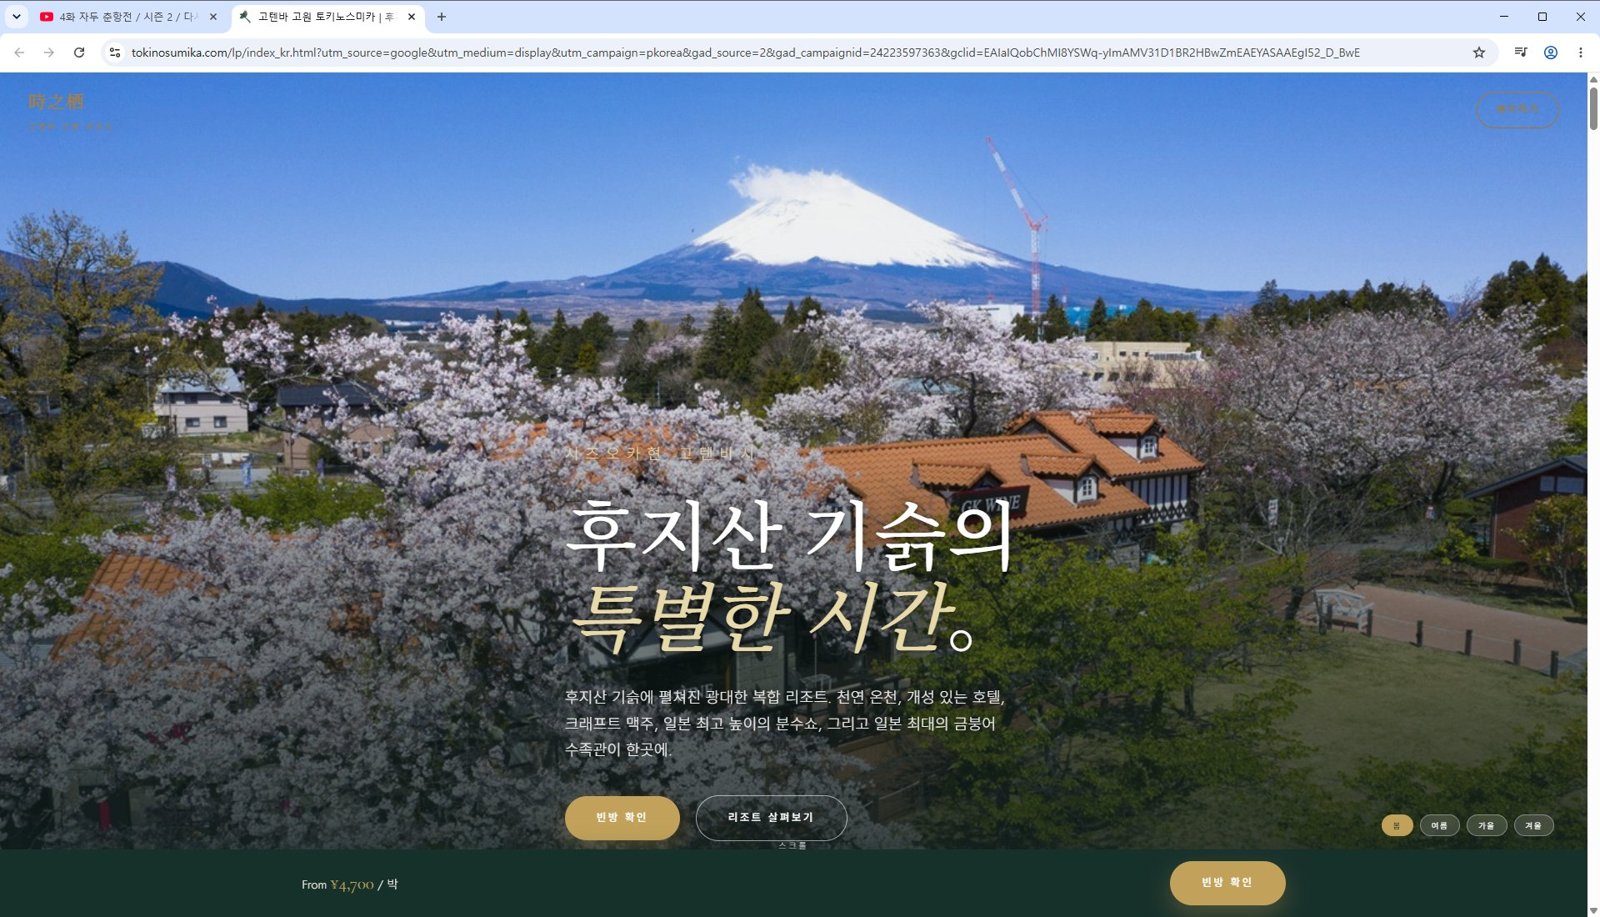 4화 자두 춘향전 / 시즌 2 / 다시
고텐바 고원 토키노스미카 | 후
tokinosumika.com/lp/index_kr.html?utm_source=google&utm_medium=display&utm_campaign=pkorea&gad_source=2&gad_campaignid=24223597363&gclid=EAIaIQobChMI8YSWq-yImAMV31D1BR2HBwZmEAEYASAAEgI52_D_BwE
時之栖
시즈오카현 고텐바시
GK WINE
후지산 기슭의
특별한 시간。
후지산 기슭에 펼쳐진 광대한 복합 리조트. 천연 온천, 개성 있는 호텔,
크래프트 맥주, 일본 최고 높이의 분수쇼, 그리고 일본 최대의 금붕어
수족관이 한곳에.
빈방 확인
리조트 살펴보기
스크롤
봄
여름
가을
겨울
From ¥4,700 / 박
빈방 확인